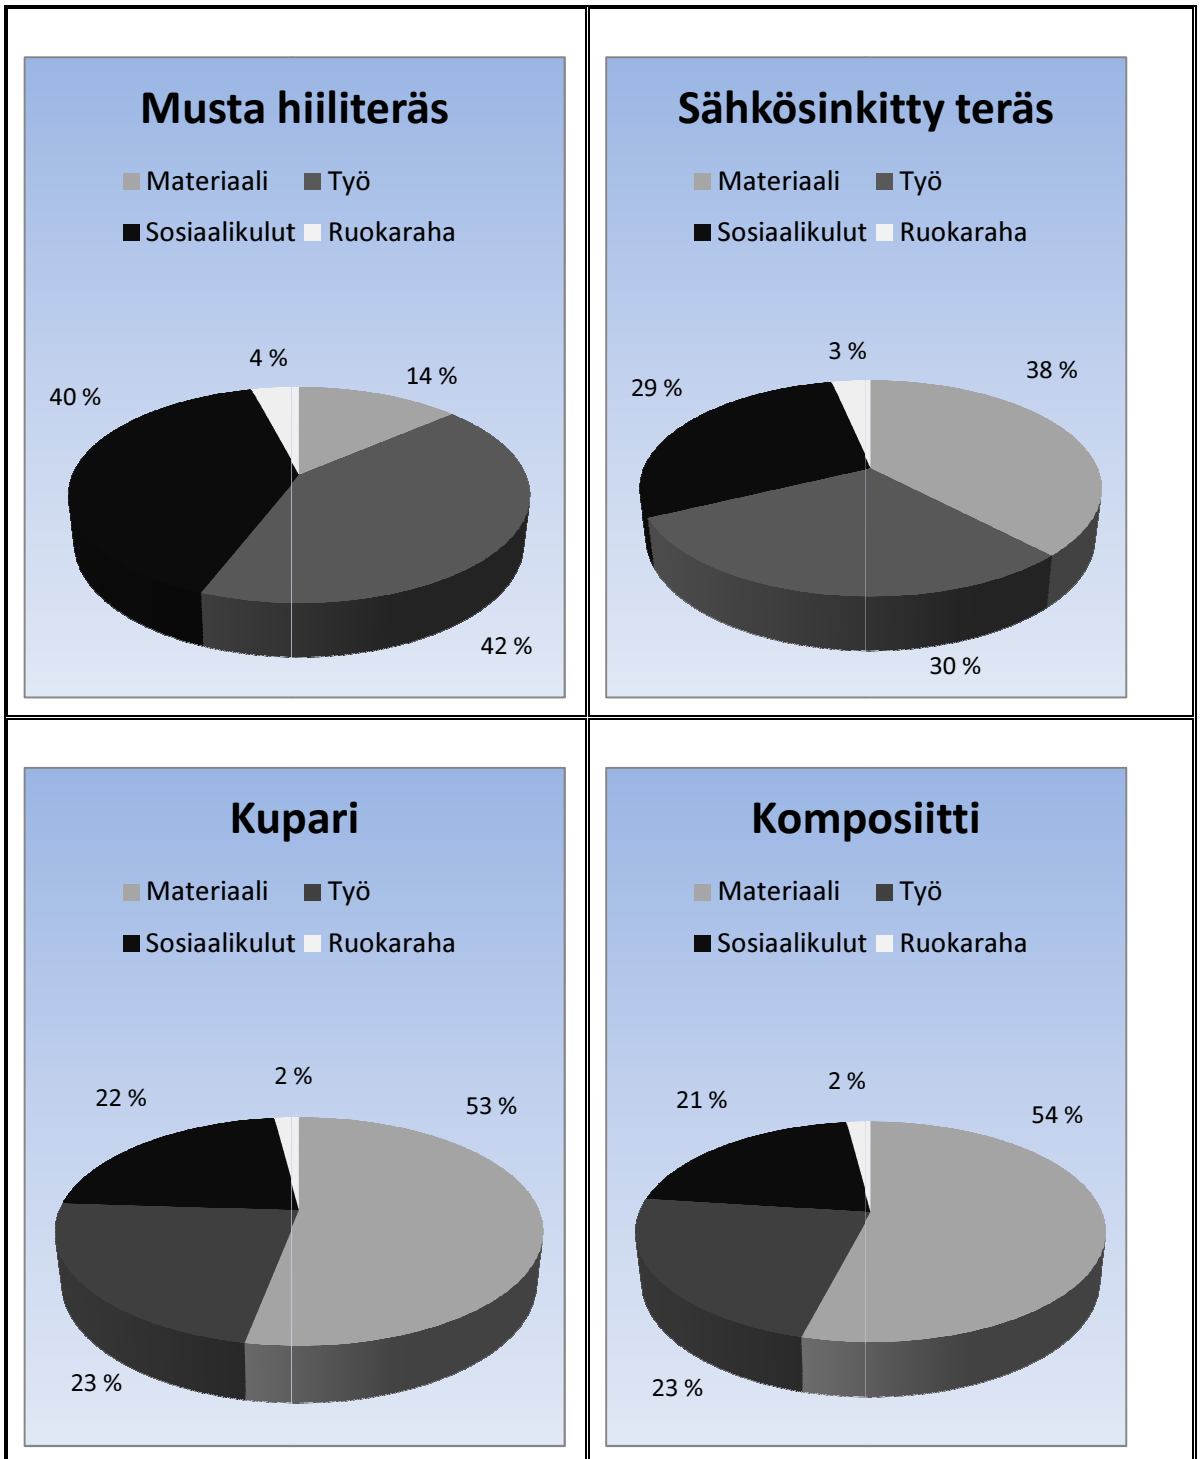 Musta hiiliteräs
Materiaali Työ
Sosiaalikulut Ruokaraha
4 %
14 %
40 %
42 %
Sähkösinkitty teräs
Materiaali Työ
Sosiaalikulut Ruokaraha
3 %
38 %
29 %
30 %
Kupari
Materiaali Työ
Sosiaalikulut Ruokaraha
2 %
22 %
53 %
23 %
Komposiitti
Materiaali Työ
Sosiaalikulut Ruokaraha
2 %
21 %
54 %
23 %